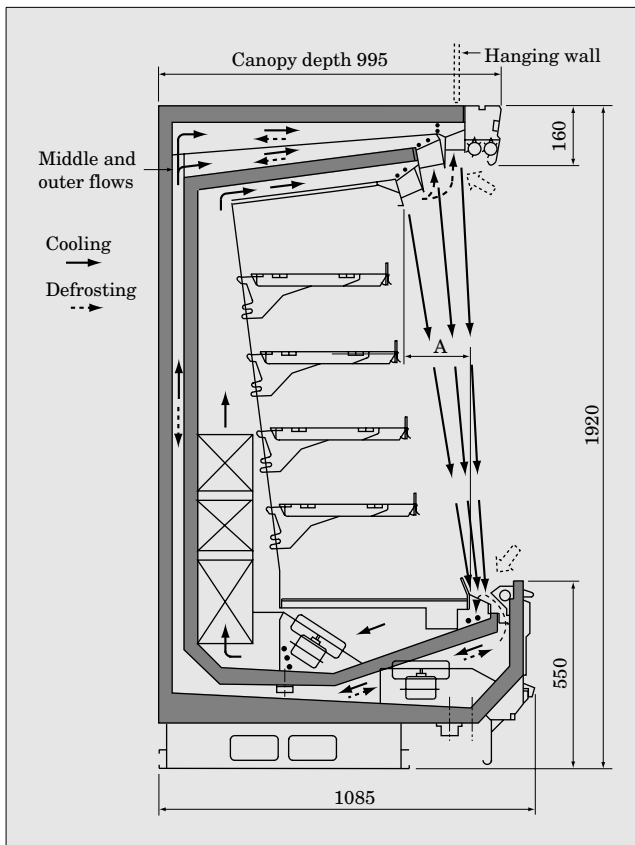 Canopy depth 995
Hanging wall
160
Middle and
outer flows
Cooling
Defrosting
A
1920
550
1085